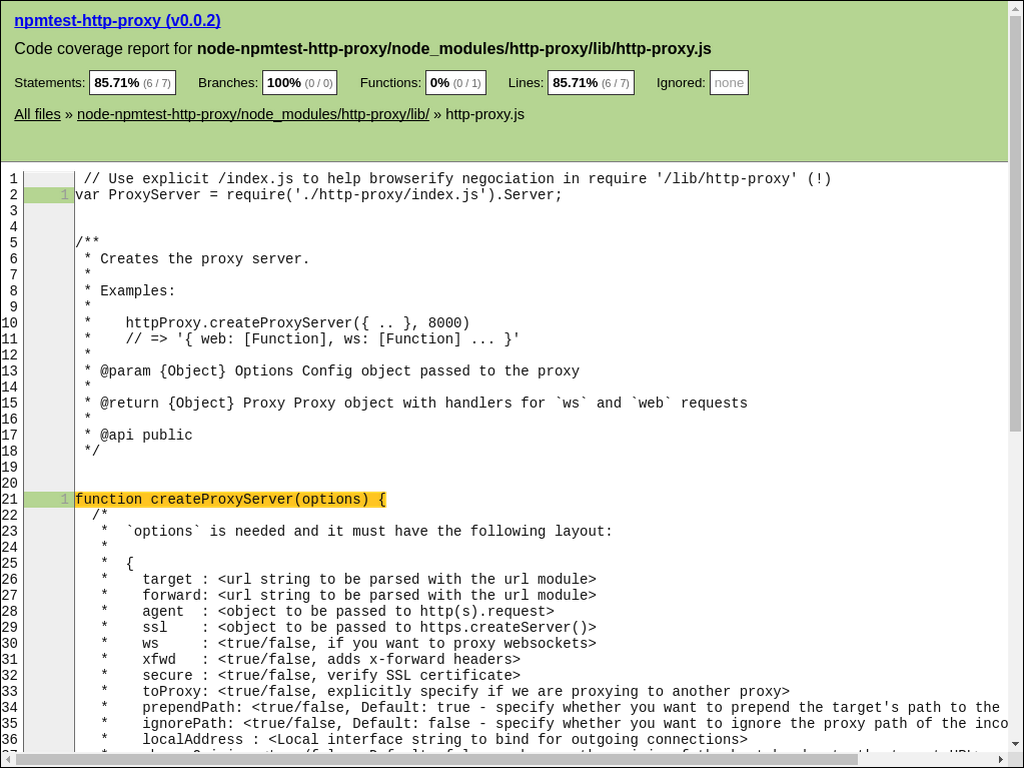 npmtest-http-proxy (v0.0.2)
Code coverage report for node-npmtest-http-proxy/node_modules/http-proxy/lib/http-proxy.js
Statements: 85.71% (6 / 7) Branches: 100% (0 / 0) Functions: 0% (0 / 1) Lines: 85.71% (6 / 7) Ignored: none
All files » node-npmtest-http-proxy/node_modules/http-proxy/lib/ » http-proxy.js
1 // Use explicit /index.js to help browserify negociation in require '/lib/http-proxy' (!)
2 1 var ProxyServer = require('./http-proxy/index.js').Server;
3
4
5 /**
6 * Creates the proxy server.
7 *
8 * Examples:
9 *
10 * httpProxy.createProxyServer({ .. }, 8000)
11 * // => '{ web: [Function], ws: [Function] ... }'
12 *
13 * @param {Object} Options Config object passed to the proxy
14 *
15 * @return {Object} Proxy Proxy object with handlers for `ws` and `web` requests
16 *
17 * @api public
18 */
19
20
21 1 function createProxyServer(options) {
22 /*
23 * `options` is needed and it must have the following layout:
24 *
25 * {
26 * target : <url string to be parsed with the url module>
27 * forward: <url string to be parsed with the url module>
28 * agent : <object to be passed to http(s).request>
29 * ssl : <object to be passed to https.createServer()>
30 * ws : <true/false, if you want to proxy websockets>
31 * xfwd : <true/false, adds x-forward headers>
32 * secure : <true/false, verify SSL certificate>
33 * toProxy: <true/false, explicitly specify if we are proxying to another proxy>
34 * prependPath: <true/false, Default: true - specify whether you want to prepend the target's path to the
35 * ignorePath: <true/false, Default: false - specify whether you want to ignore the proxy path of the inco
36 * localAddress : <Local interface string to bind for outgoing connections>